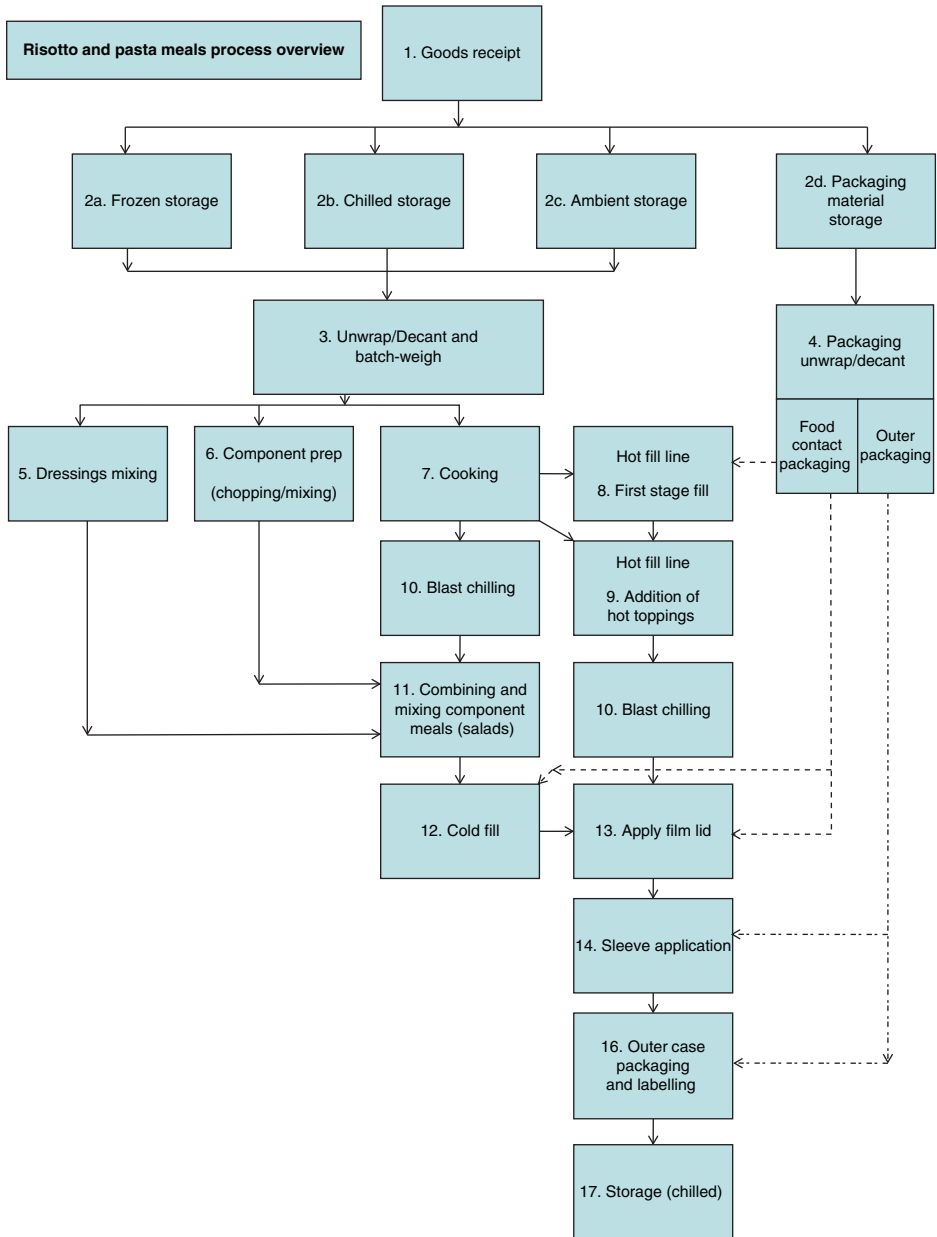 Risotto and pasta meals process overview
1. Goods receipt
2a. Frozen storage
2b. Chilled storage
2c. Ambient storage
2d. Packaging
material
storage
3. Unwrap/Decant and
batch-weigh
4. Packaging
unwrap/decant
Food
contact
packaging
Outer
packaging
5. Dressings mixing
6. Component prep
(chopping/mixing)
7. Cooking
Hot fill line
8. First stage fill
10. Blast chilling
Hot fill line
9. Addition of
hot toppings
11. Combining and
mixing component
meals (salads)
10. Blast chilling
12. Cold fill
13. Apply film lid
14. Sleeve application
16. Outer case
packaging
and labelling
17. Storage (chilled)